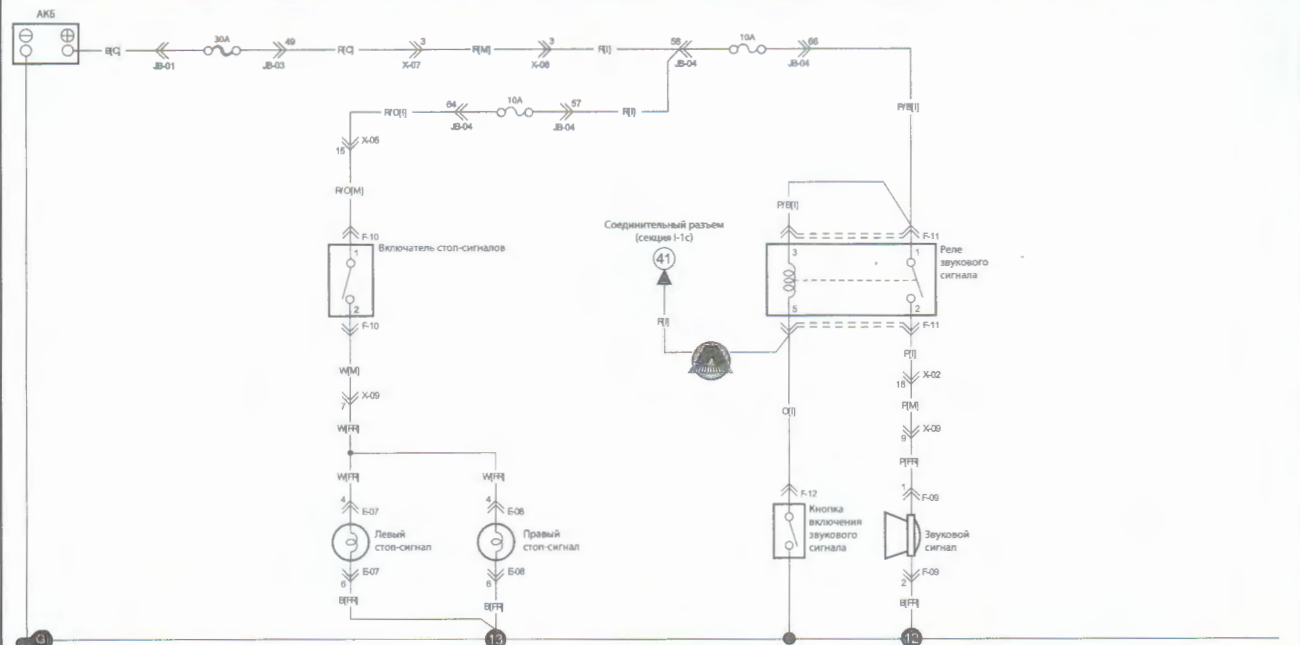 АКБ
B[C]
JB-01
30A
49
JB-03
R[C]
3
X-07
R[M]
3
X-08
R[I]
58
JB-04
10A
66
JB-04
P/B[I]
R/O[I]
64
JB-04
10A
57
JB-04
R[I]
15
X-05
R/O[M]
F-10
1
Включатель стоп-сигналов
2
F-10
W[M]
7
X-09
W[FR]
W[FR]
W[FR]
4
Б-07
4
Б-08
Левый
стоп-сигнал
Правый
стоп-сигнал
6
Б-07
6
Б-08
B[FR]
B[FR]
13
Соединительный разъем
(секция I-1c)
41
R[I]
P/B[I]
F-11
3
1
Реле
звукового
сигнала
5
2
F-11
P[I]
18
X-02
P[M]
9
X-09
P[FR]
O[I]
F-12
1
F-09
Кнопка
включения
звукового
сигнала
Звуковой
сигнал
2
F-09
B[FR]
12